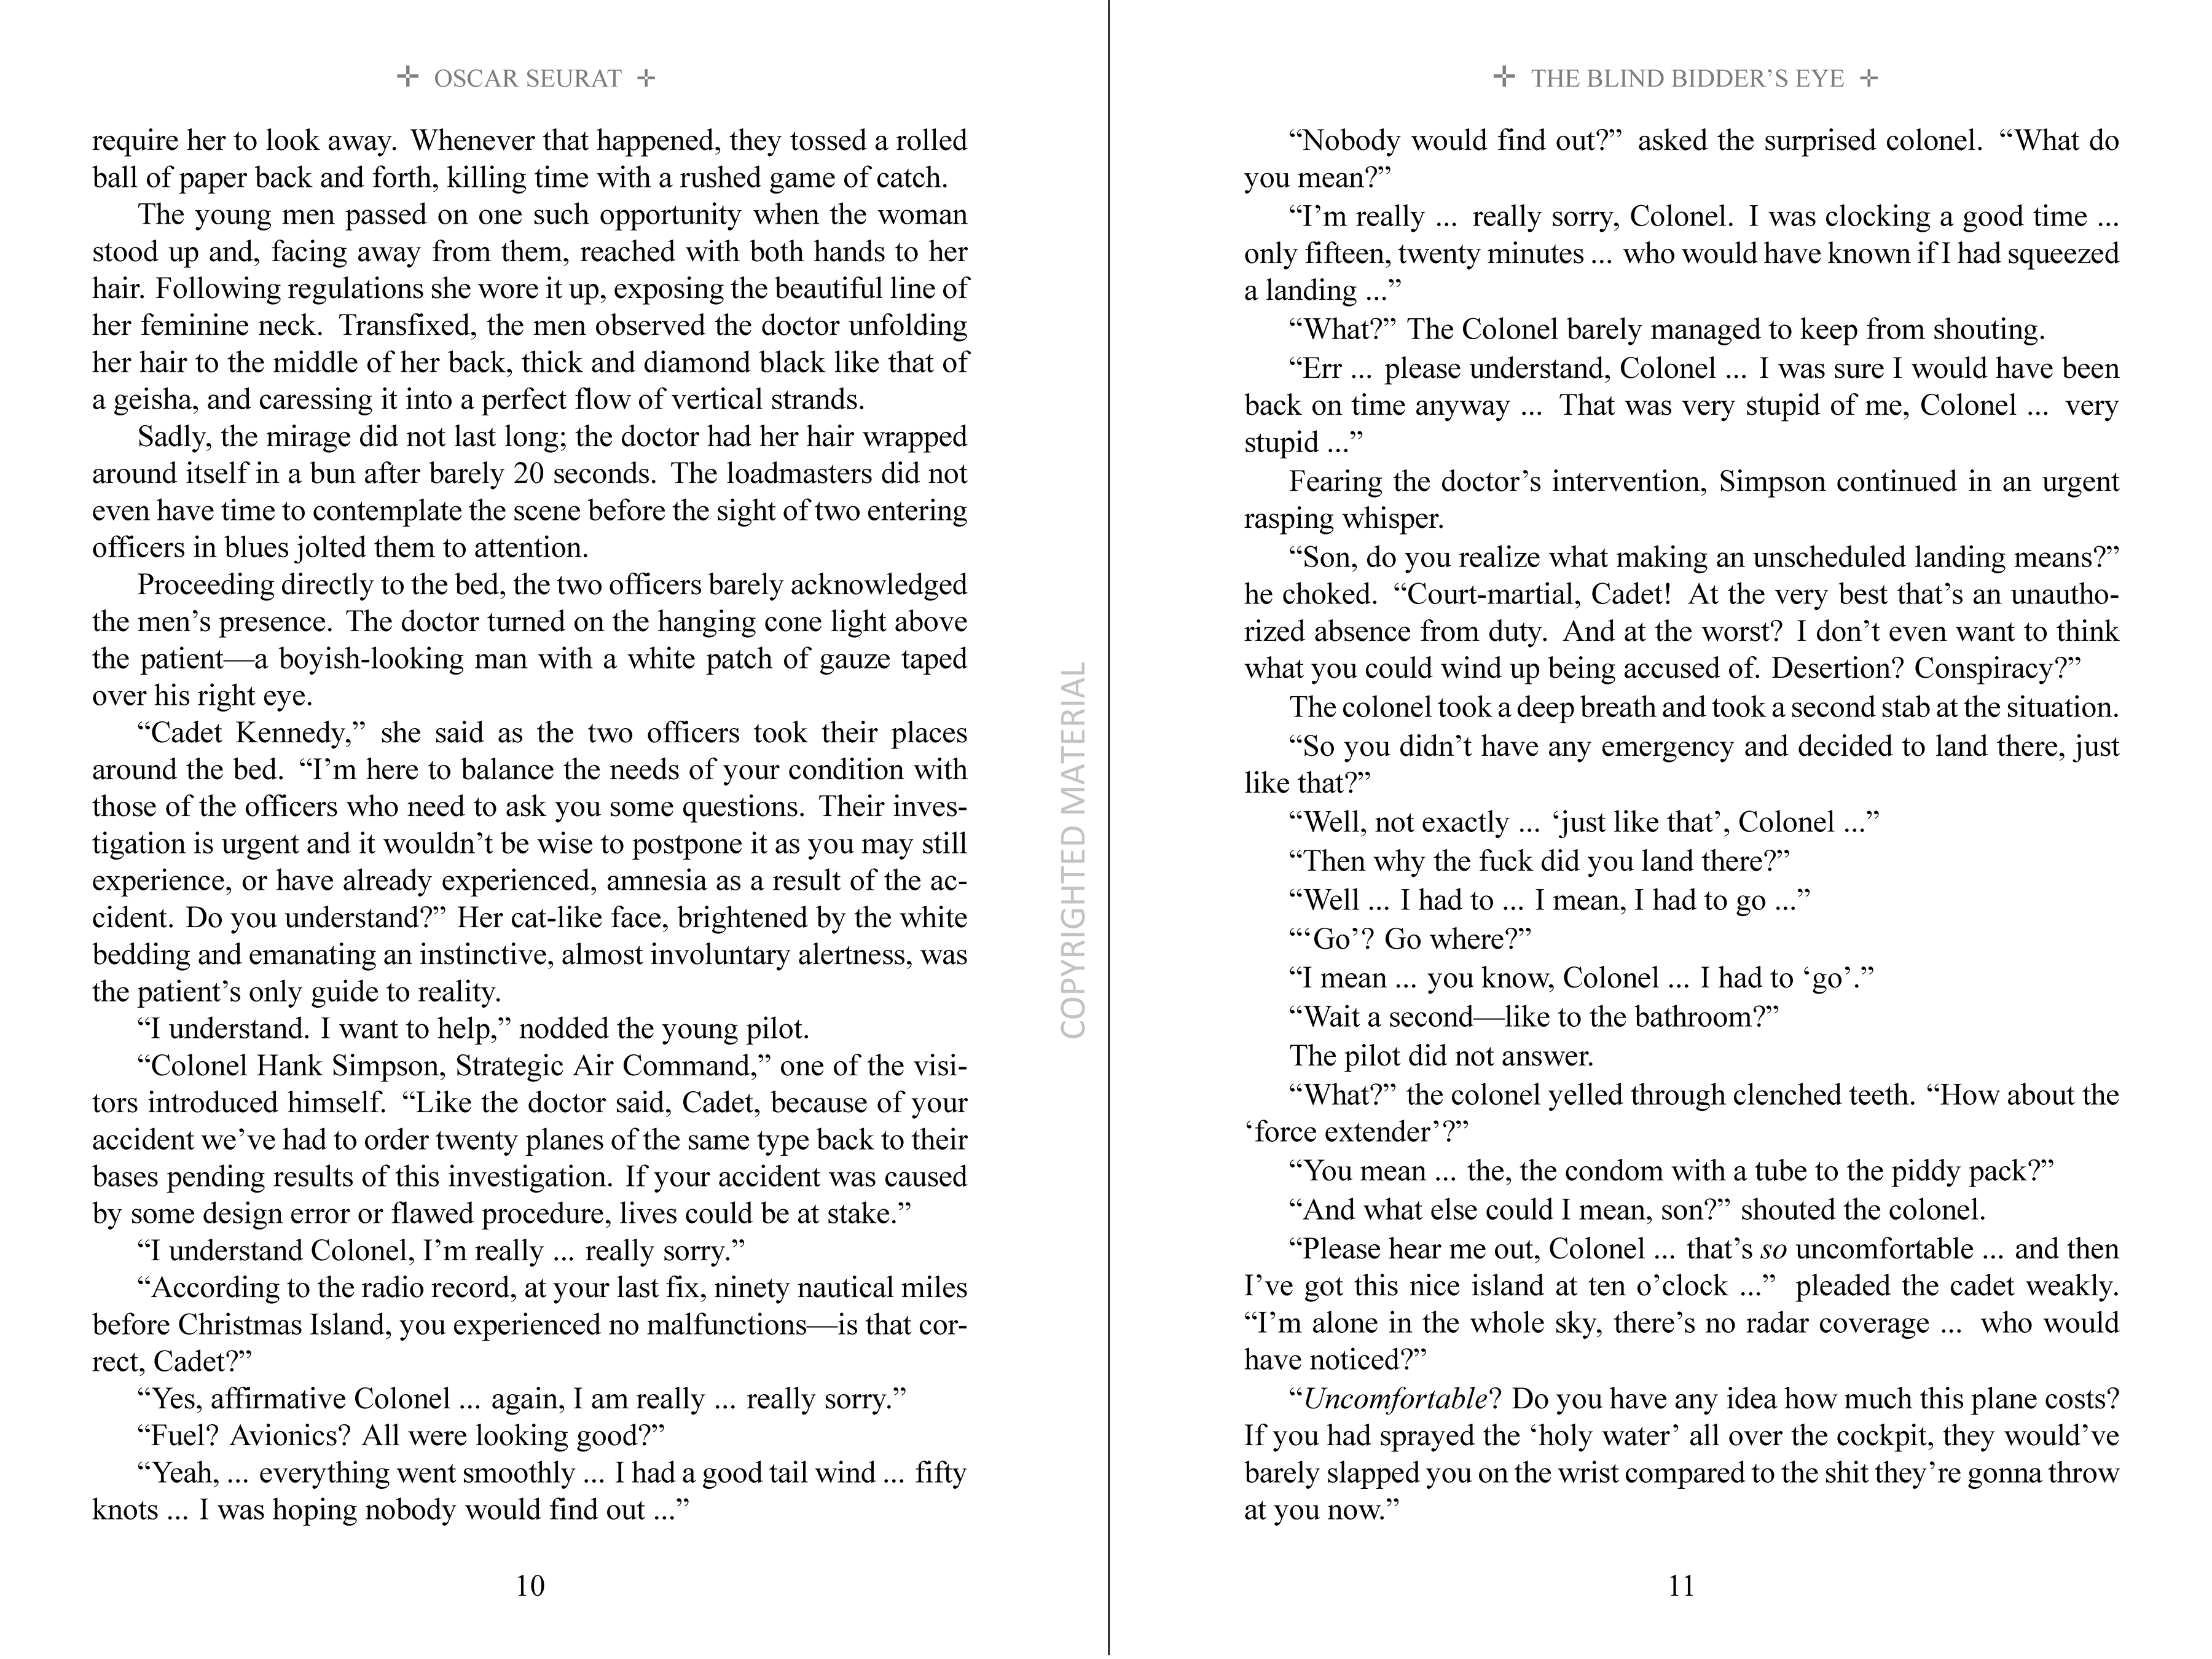 ✛ OSCAR SEURAT ✛
require her to look away. Whenever that happened, they tossed a rolled
ball of paper back and forth, killing time with a rushed game of catch.
The young men passed on one such opportunity when the woman
stood up and, facing away from them, reached with both hands to her
hair. Following regulations she wore it up, exposing the beautiful line of
her feminine neck. Transfixed, the men observed the doctor unfolding
her hair to the middle of her back, thick and diamond black like that of
a geisha, and caressing it into a perfect flow of vertical strands.
Sadly, the mirage did not last long; the doctor had her hair wrapped
around itself in a bun after barely 20 seconds. The loadmasters did not
even have time to contemplate the scene before the sight of two entering
officers in blues jolted them to attention.
Proceeding directly to the bed, the two officers barely acknowledged
the men’s presence. The doctor turned on the hanging cone light above
the patient—a boyish-looking man with a white patch of gauze taped
over his right eye.
“Cadet Kennedy,” she said as the two officers took their places
around the bed. “I’m here to balance the needs of your condition with
those of the officers who need to ask you some questions. Their inves-
tigation is urgent and it wouldn’t be wise to postpone it as you may still
experience, or have already experienced, amnesia as a result of the ac-
cident. Do you understand?” Her cat-like face, brightened by the white
bedding and emanating an instinctive, almost involuntary alertness, was
the patient’s only guide to reality.
“I understand. I want to help,” nodded the young pilot.
“Colonel Hank Simpson, Strategic Air Command,” one of the visi-
tors introduced himself. “Like the doctor said, Cadet, because of your
accident we’ve had to order twenty planes of the same type back to their
bases pending results of this investigation. If your accident was caused
by some design error or flawed procedure, lives could be at stake.”
“I understand Colonel, I’m really ... really sorry.”
“According to the radio record, at your last fix, ninety nautical miles
before Christmas Island, you experienced no malfunctions—is that cor-
rect, Cadet?”
“Yes, affirmative Colonel ... again, I am really ... really sorry.”
“Fuel? Avionics? All were looking good?”
“Yeah, ... everything went smoothly ... I had a good tail wind ... fifty
knots ... I was hoping nobody would find out ...”
10
COPYRIGHTED MATERIAL
✛ THE BLIND BIDDER’S EYE ✛
“Nobody would find out?” asked the surprised colonel. “What do
you mean?”
“I’m really ... really sorry, Colonel. I was clocking a good time ...
only fifteen, twenty minutes ... who would have known if I had squeezed
a landing ...”
“What?” The Colonel barely managed to keep from shouting.
“Err ... please understand, Colonel ... I was sure I would have been
back on time anyway ... That was very stupid of me, Colonel ... very
stupid ...”
Fearing the doctor’s intervention, Simpson continued in an urgent
rasping whisper.
“Son, do you realize what making an unscheduled landing means?”
he choked. “Court-martial, Cadet! At the very best that’s an unautho-
rized absence from duty. And at the worst? I don’t even want to think
what you could wind up being accused of. Desertion? Conspiracy?”
The colonel took a deep breath and took a second stab at the situation.
“So you didn’t have any emergency and decided to land there, just
like that?”
“Well, not exactly ... ‘just like that’, Colonel ...”
“Then why the fuck did you land there?”
“Well ... I had to ... I mean, I had to go ...”
“‘Go’? Go where?”
“I mean ... you know, Colonel ... I had to ‘go’.”
“Wait a second—like to the bathroom?”
The pilot did not answer.
“What?” the colonel yelled through clenched teeth. “How about the
‘force extender’?”
“You mean ... the, the condom with a tube to the piddy pack?”
“And what else could I mean, son?” shouted the colonel.
“Please hear me out, Colonel ... that’s so uncomfortable ... and then
I’ve got this nice island at ten o’clock ...” pleaded the cadet weakly.
“I’m alone in the whole sky, there’s no radar coverage ... who would
have noticed?”
“Uncomfortable? Do you have any idea how much this plane costs?
If you had sprayed the ‘holy water’ all over the cockpit, they would’ve
barely slapped you on the wrist compared to the shit they’re gonna throw
at you now.”
11